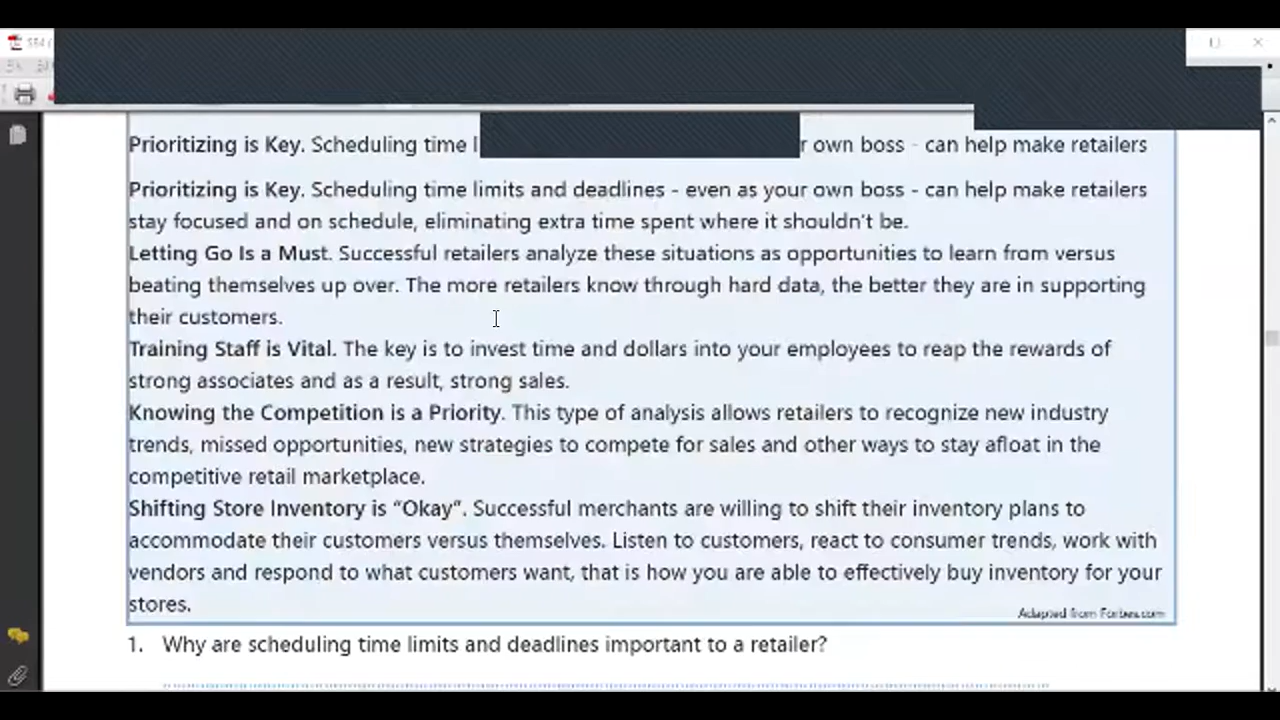 Prioritizing is Key. Scheduling time l r own boss - can help make retailers
Prioritizing is Key. Scheduling time limits and deadlines - even as your own boss - can help make retailers
stay focused and on schedule, eliminating extra time spent where it shouldn't be.
Letting Go Is a Must. Successful retailers analyze these situations as opportunities to learn from versus
beating themselves up over. The more retailers know through hard data, the better they are in supporting
their customers.
Training Staff is Vital. The key is to invest time and dollars into your employees to reap the rewards of
strong associates and as a result, strong sales.
Knowing the Competition is a Priority. This type of analysis allows retailers to recognize new industry
trends, missed opportunities, new strategies to compete for sales and other ways to stay afloat in the
competitive retail marketplace.
Shifting Store Inventory is “Okay”. Successful merchants are willing to shift their inventory plans to
accommodate their customers versus themselves. Listen to customers, react to consumer trends, work with
vendors and respond to what customers want, that is how you are able to effectively buy inventory for your
stores.
Adapted from Forbes.com
1. Why are scheduling time limits and deadlines important to a retailer?